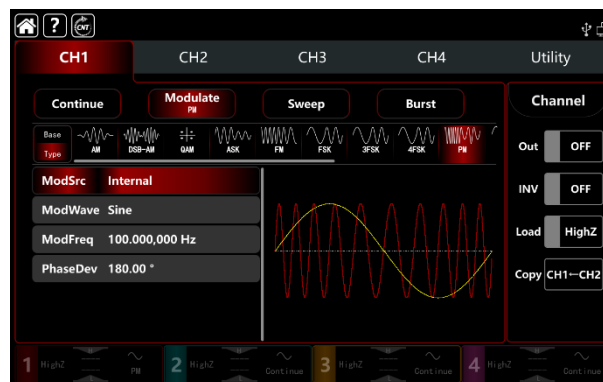 ? CNT
CH1 CH2 CH3 CH4 Utility
Continue Modulate PM Sweep Burst Channel
Base Type AM DSB-AM QAM ASK FM FSK 3FSK 4FSK PM
Out OFF
ModSrc Internal
INV OFF
ModWave Sine
ModFreq 100.000,000 Hz
Load HighZ
PhaseDev 180.00 °
Copy CH1←CH2
1 HighZ PM 2 HighZ Continue 3 HighZ Continue 4 HighZ Continue